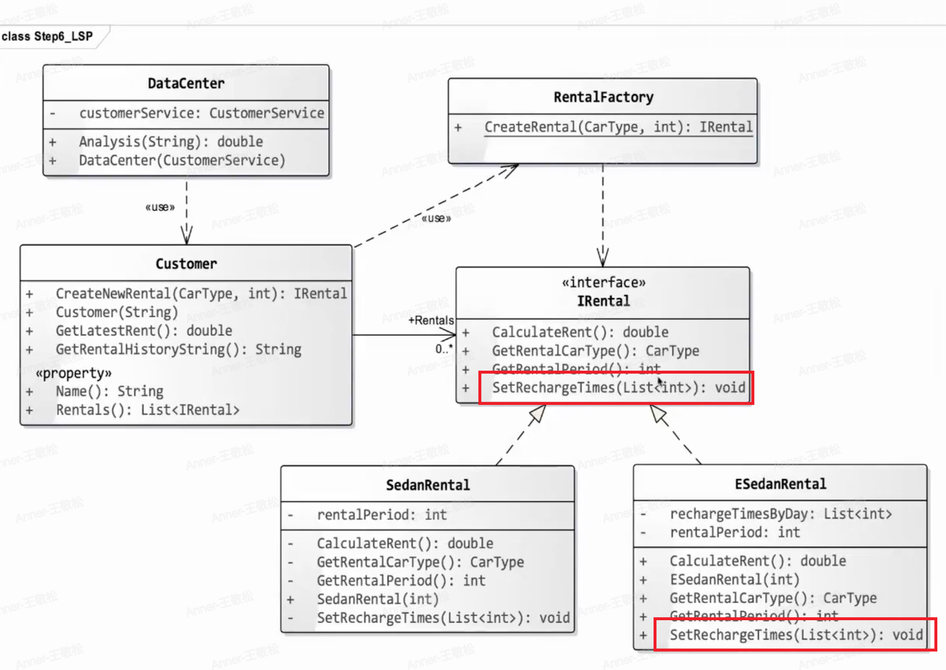 class Step6_LSP
DataCenter
- customerService: CustomerService
+ Analysis(String): double
+ DataCenter(CustomerService)
RentalFactory
+ CreateRental(CarType, int): IRental
«use»
«use»
Customer
+ CreateNewRental(CarType, int): IRental
+ Customer(String)
+ GetLatestRent(): double
+ GetRentalHistoryString(): String
«property»
+ Name(): String
+ Rentals(): List<IRental>
+Rentals
0..*
«interface»
IRental
+ CalculateRent(): double
+ GetRentalCarType(): CarType
+ GetRentalPeriod(): int
+ SetRechargeTimes(List<int>): void
SedanRental
- rentalPeriod: int
- CalculateRent(): double
- GetRentalCarType(): CarType
- GetRentalPeriod(): int
+ SedanRental(int)
- SetRechargeTimes(List<int>): void
ESedanRental
- rechargeTimesByDay: List<int>
- rentalPeriod: int
+ CalculateRent(): double
+ ESedanRental(int)
+ GetRentalCarType(): CarType
+ GetRentalPeriod(): int
+ SetRechargeTimes(List<int>): void